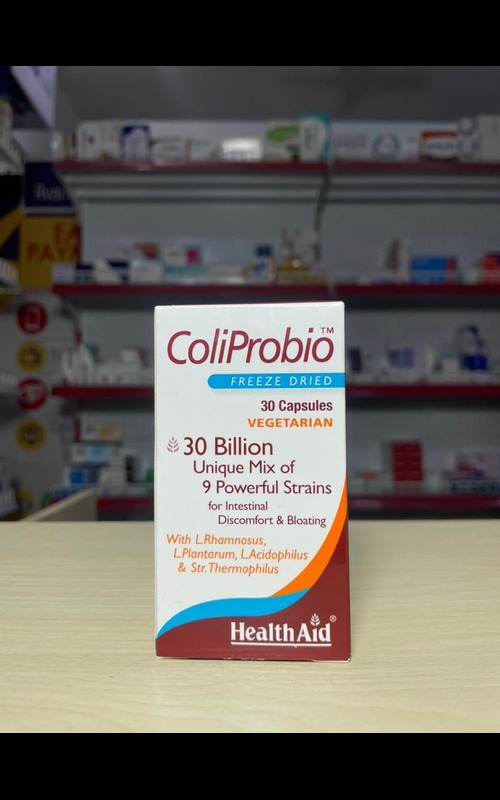 ColiProbio™
FREEZE DRIED
30 Capsules
VEGETARIAN
30 Billion
Unique Mix of
9 Powerful Strains
for Intestinal
Discomfort & Bloating
With L.Rhamnosus,
L.Plantarum, L.Acidophilus
& Str.Thermophilus
HealthAid®